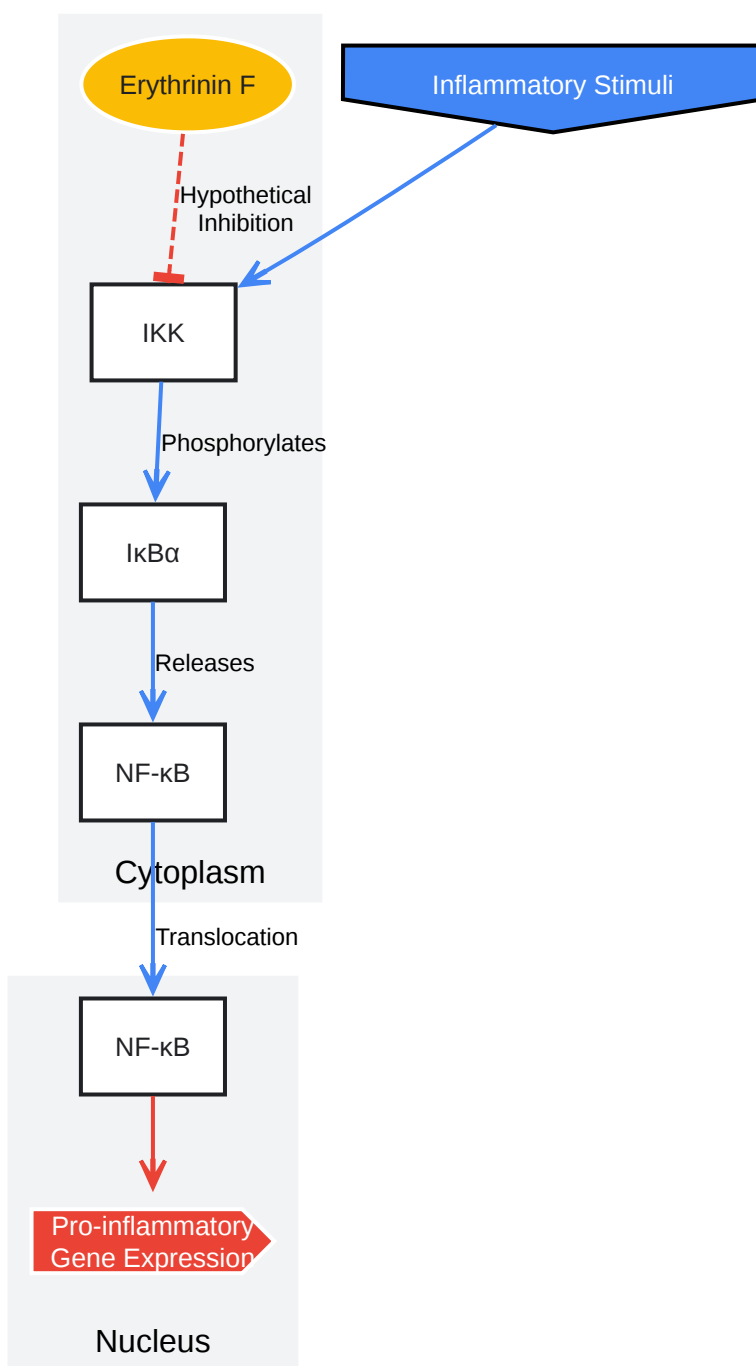 Erythrinin F
Inflammatory Stimuli
Hypothetical
Inhibition
IKK
Phosphorylates
IκBα
Releases
NF-κB
Cytoplasm
Translocation
NF-κB
Pro-inflammatory
Gene Expression
Nucleus